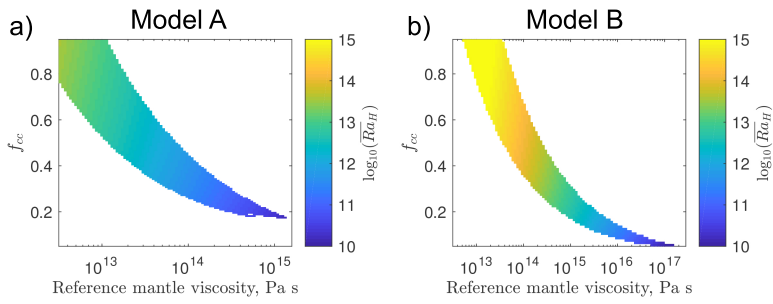 a)
Model A
0.8
0.6
0.4
0.2
f_cc
10^13
10^14
10^15
Reference mantle viscosity, Pa s
15
14
13
12
11
10
log₁₀(R̅a̅_H)
b)
Model B
0.8
0.6
0.4
0.2
f_cc
10^13
10^14
10^15
10^16
10^17
Reference mantle viscosity, Pa s
15
14
13
12
11
10
log₁₀(R̅a̅_H)